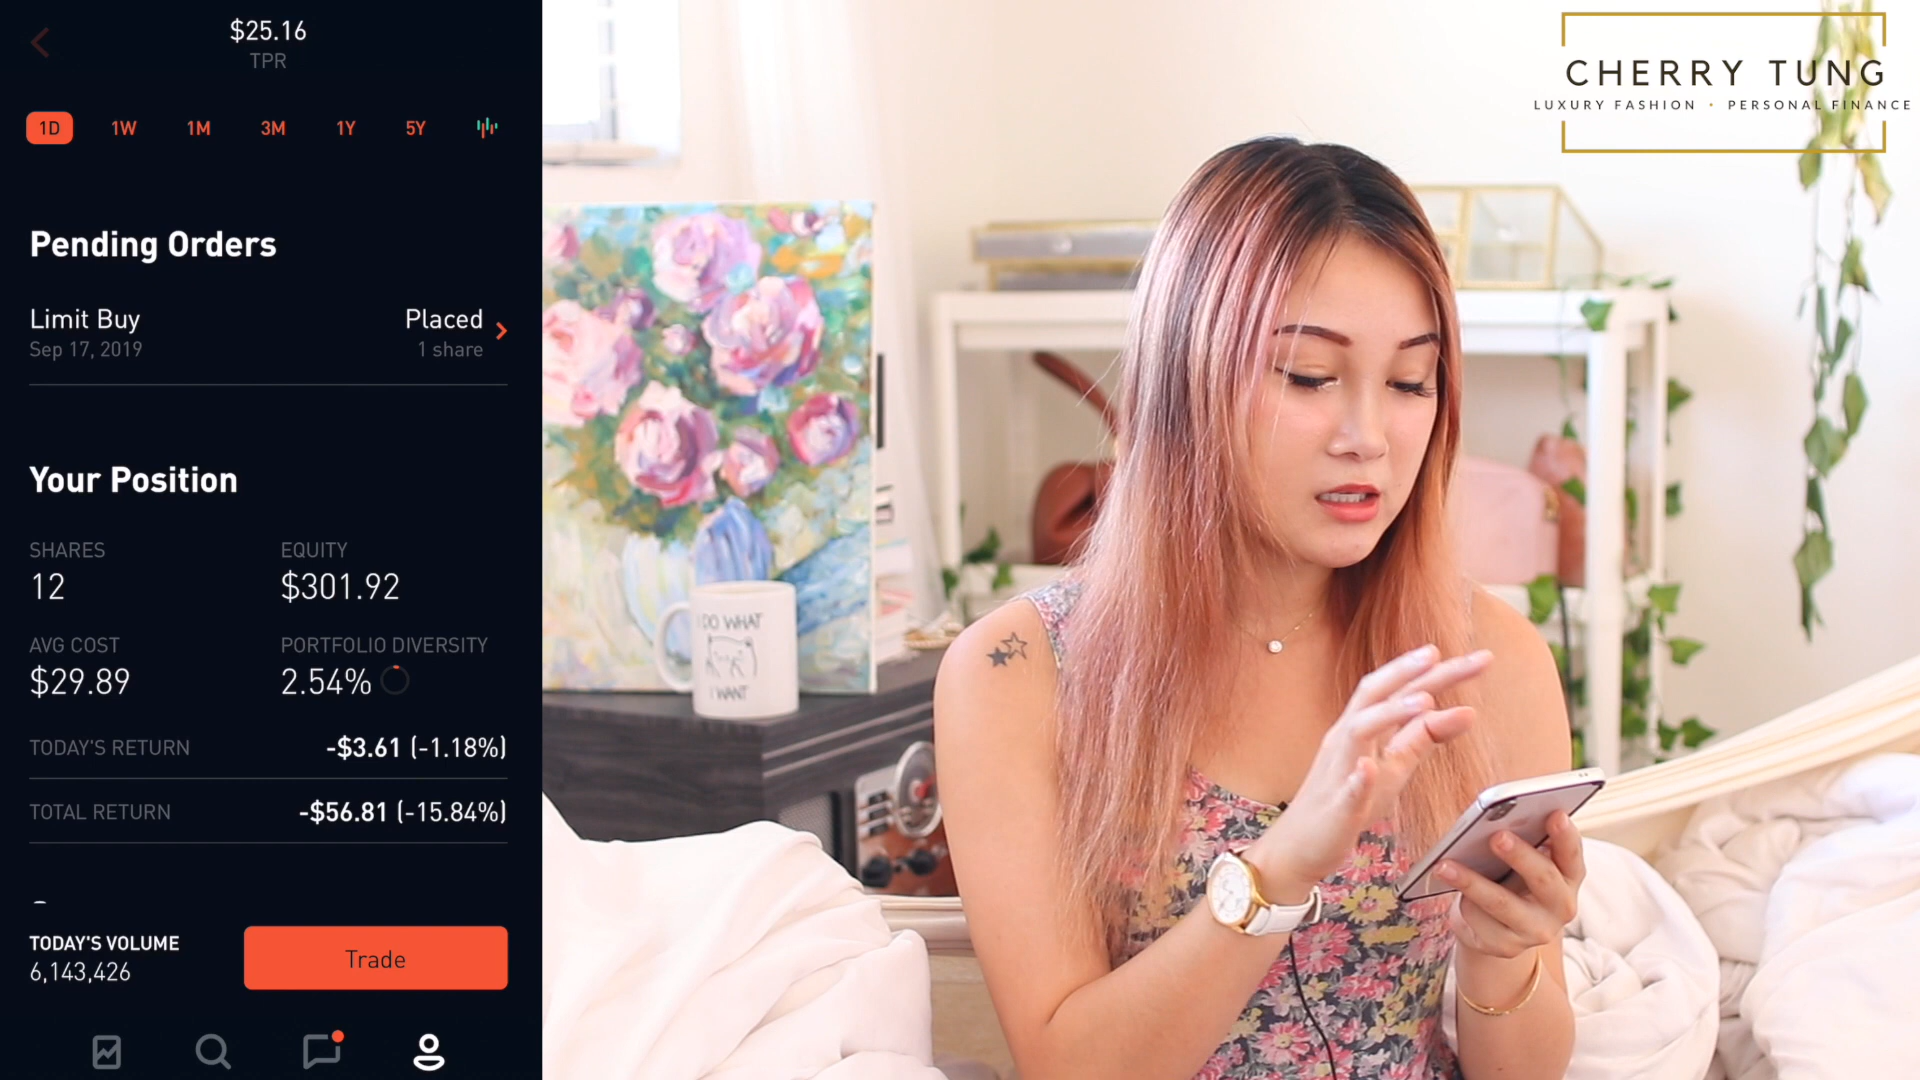 $25.16
TPR
1D 1W 1M 3M 1Y 5Y
Pending Orders
Limit Buy Placed
Sep 17, 2019 1 share
Your Position
SHARES EQUITY
12 $301.92
AVG COST PORTFOLIO DIVERSITY
$29.89 2.54%
TODAY'S RETURN -$3.61 (-1.18%)
TOTAL RETURN -$56.81 (-15.84%)
TODAY'S VOLUME
6,143,426
Trade
CHERRY TUNG
LUXURY FASHION • PERSONAL FINANCE
I DO WHAT
I WANT